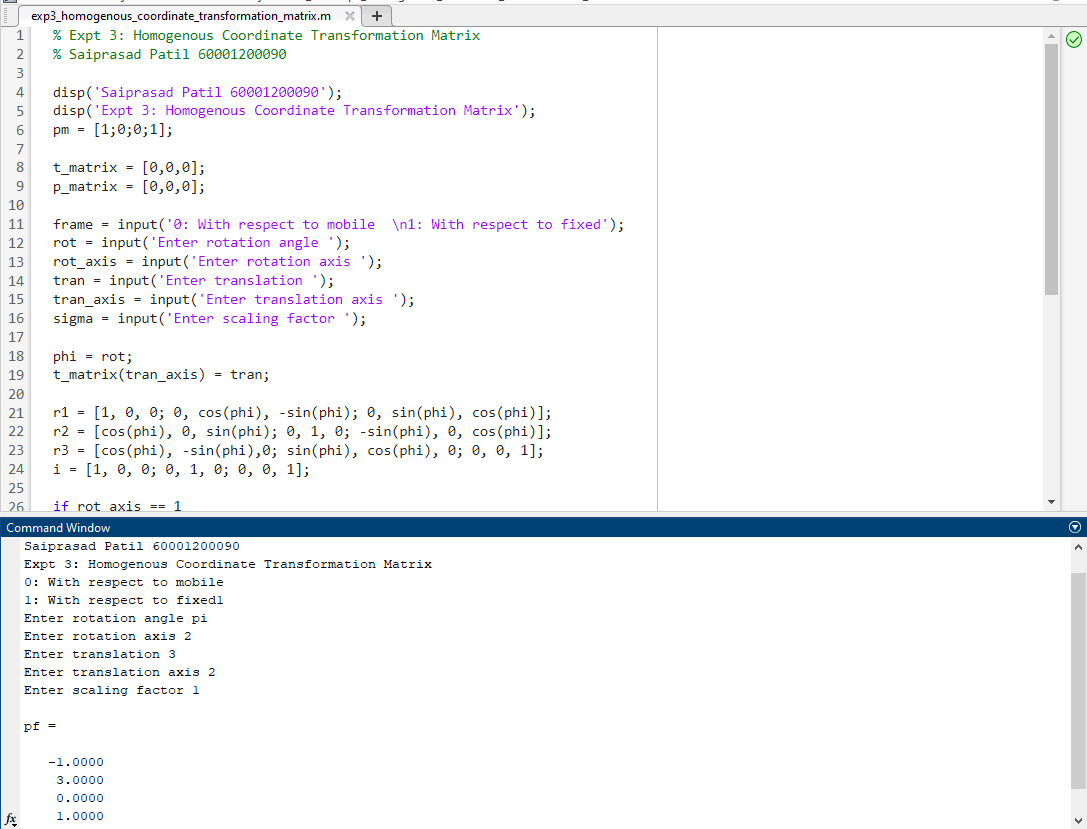 exp3_homogenous_coordinate_transformation_matrix.m × +
1 % Expt 3: Homogenous Coordinate Transformation Matrix
2 % Saiprasad Patil 60001200090
3
4 disp('Saiprasad Patil 60001200090');
5 disp('Expt 3: Homogenous Coordinate Transformation Matrix');
6 pm = [1;0;0;1];
7
8 t_matrix = [0,0,0];
9 p_matrix = [0,0,0];
10
11 frame = input('0: With respect to mobile  \n1: With respect to fixed');
12 rot = input('Enter rotation angle ');
13 rot_axis = input('Enter rotation axis ');
14 tran = input('Enter translation ');
15 tran_axis = input('Enter translation axis ');
16 sigma = input('Enter scaling factor ');
17
18 phi = rot;
19 t_matrix(tran_axis) = tran;
20
21 r1 = [1, 0, 0; 0, cos(phi), -sin(phi); 0, sin(phi), cos(phi)];
22 r2 = [cos(phi), 0, sin(phi); 0, 1, 0; -sin(phi), 0, cos(phi)];
23 r3 = [cos(phi), -sin(phi),0; sin(phi), cos(phi), 0; 0, 0, 1];
24 i = [1, 0, 0; 0, 1, 0; 0, 0, 1];
25
26 if rot_axis == 1
Command Window
Saiprasad Patil 60001200090
Expt 3: Homogenous Coordinate Transformation Matrix
0: With respect to mobile
1: With respect to fixed1
Enter rotation angle pi
Enter rotation axis 2
Enter translation 3
Enter translation axis 2
Enter scaling factor 1
pf =
-1.0000
3.0000
0.0000
1.0000
fx